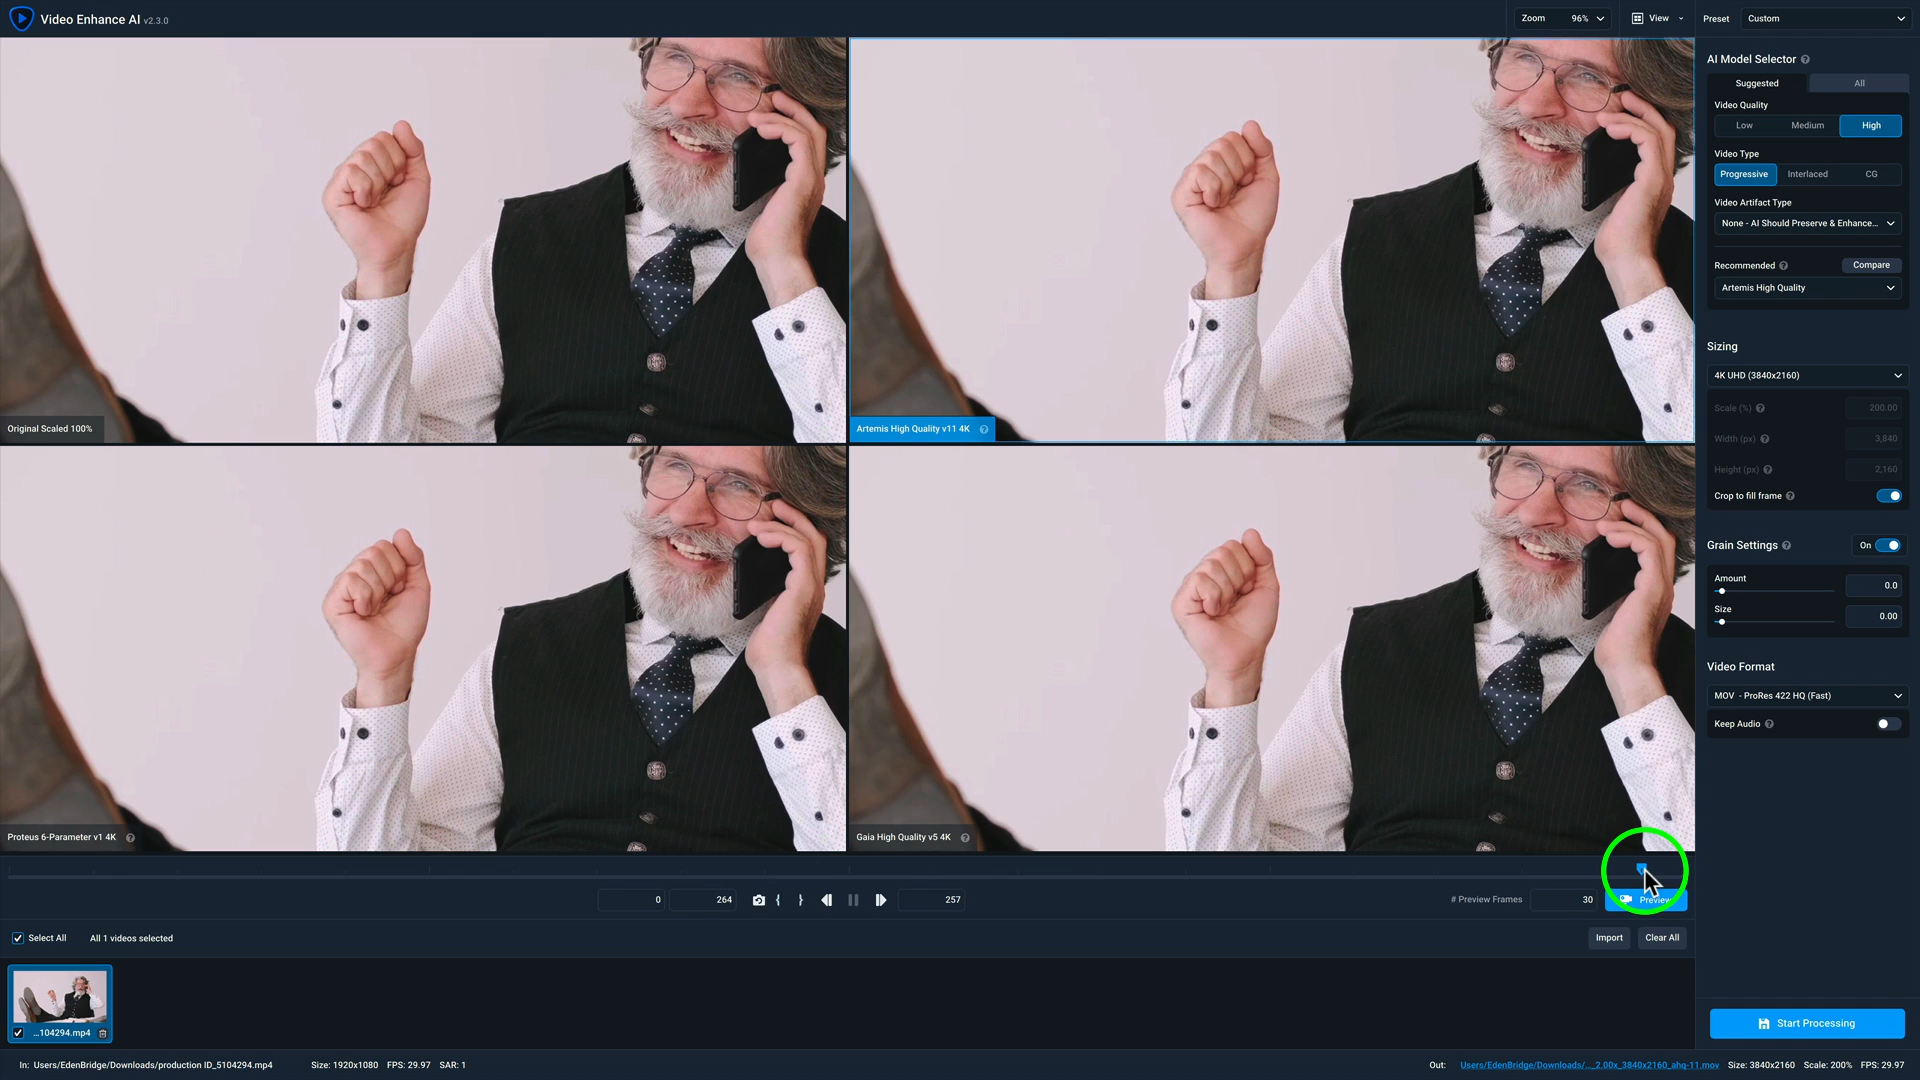 Video Enhance AI v2.3.0
Zoom 96%
View
Preset Custom
AI Model Selector
Suggested All
Video Quality
Low Medium High
Video Type
Progressive Interlaced CG
Video Artifact Type
None - AI Should Preserve & Enhance...
Recommended Compare
Artemis High Quality
Sizing
4K UHD (3840x2160)
Scale (%) 200.00
Width (px) 3,840
Height (px) 2,160
Crop to fill frame
Grain Settings On
Amount 0.0
Size 0.00
Video Format
MOV - ProRes 422 HQ (Fast)
Keep Audio
Start Processing
Original Scaled 100%
Artemis High Quality v11 4K
Proteus 6-Parameter v1 4K
Gaia High Quality v5 4K
0 264 257
# Preview Frames 30 Preview
Select All All 1 videos selected
Import Clear All
...104294.mp4
In: Users/EdenBridge/Downloads/production ID_5104294.mp4 Size: 1920x1080 FPS: 29.97 SAR: 1
Out: Users/EdenBridge/Downloads/..._2.00x_3840x2160_ahq-11.mov Size: 3840x2160 Scale: 200% FPS: 29.97